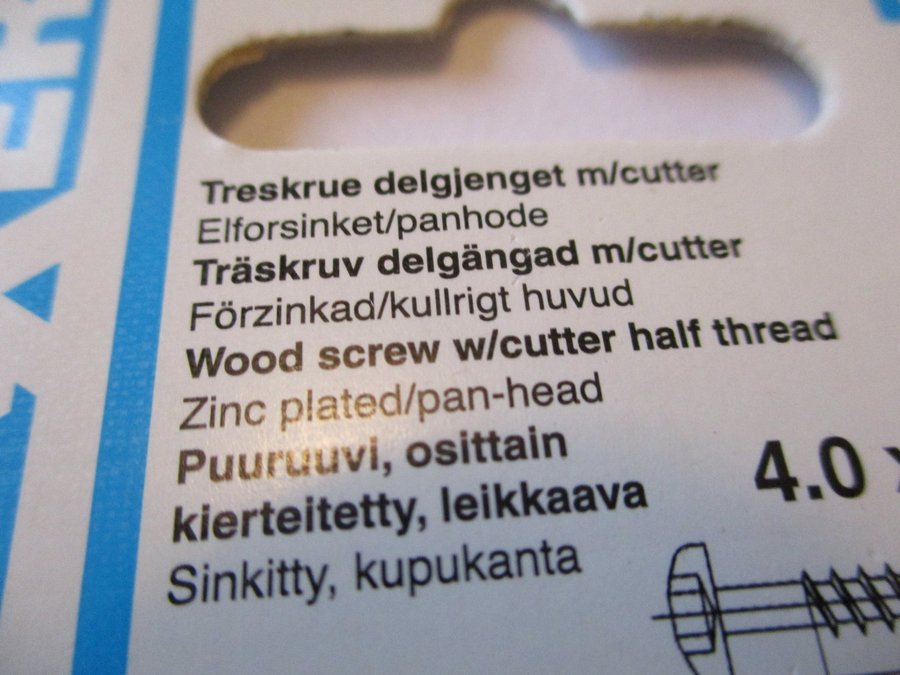 Treskrue delgjenget m/cutter
Elforsinket/panhode
Träskruv delgängad m/cutter
Förzinkad/kullrigt huvud
Wood screw w/cutter half thread
Zinc plated/pan-head
Puuruuvi, osittain
kierteitetty, leikkaava
Sinkitty, kupukanta
4.0